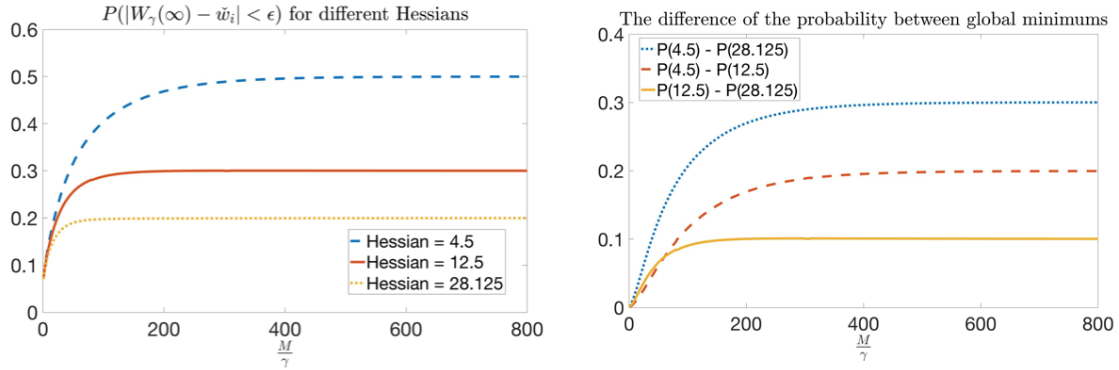 P(|W_γ(∞) − w̌_i| < ϵ) for different Hessians
0.6
0.5
0.4
0.3
0.2
0.1
0
0 200 400 600 800
M/γ
Hessian = 4.5
Hessian = 12.5
Hessian = 28.125
The difference of the probability between global minimums
0.4
0.3
0.2
0.1
0
0 200 400 600 800
M/γ
P(4.5) - P(28.125)
P(4.5) - P(12.5)
P(12.5) - P(28.125)